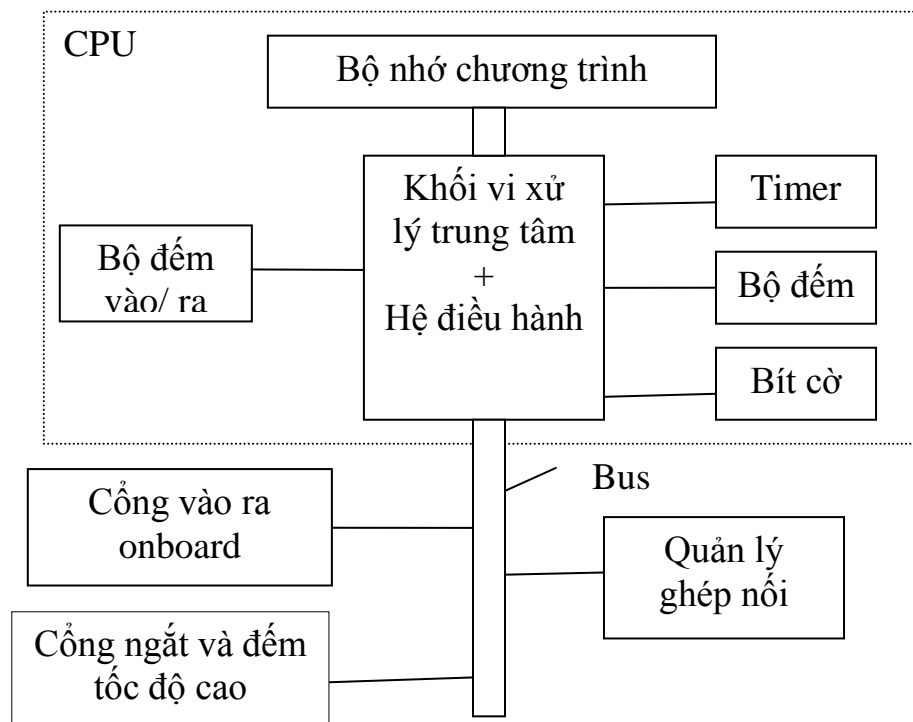 CPU
Bộ nhớ chương trình
Khối vi xử
lý trung tâm
+
Hệ điều hành
Timer
Bộ đếm
vào/ ra
Bộ đếm
Bít cờ
Bus
Cổng vào ra
onboard
Quản lý
ghép nối
Cổng ngắt và đếm
tốc độ cao